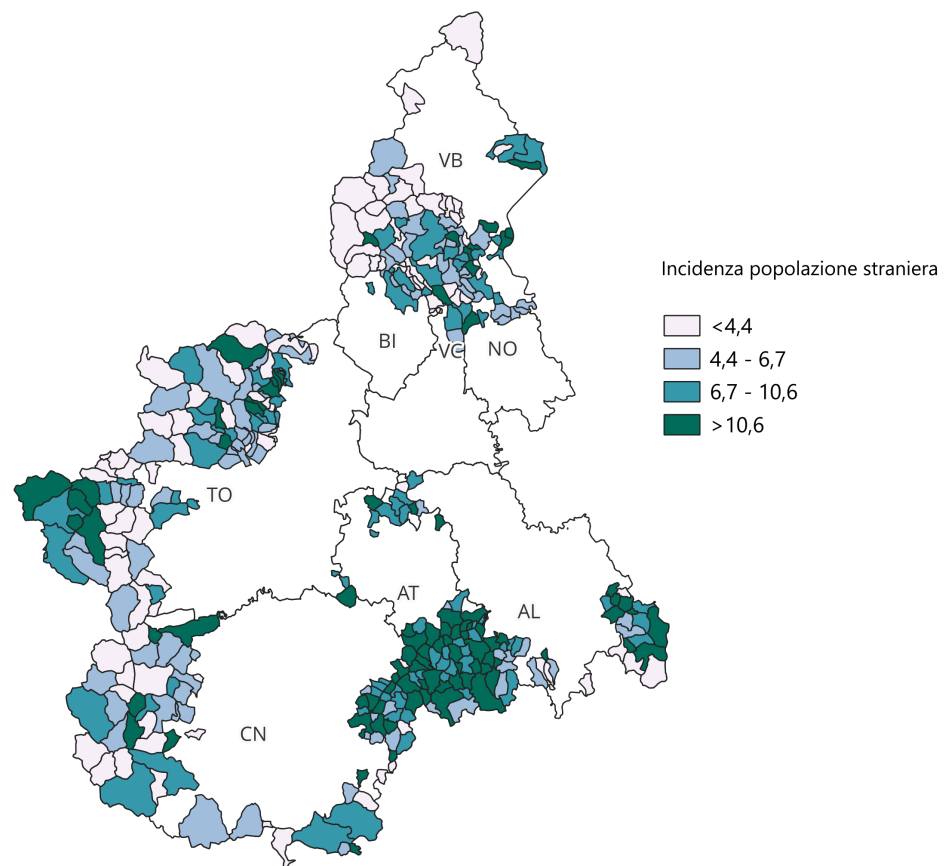 VB
Incidenza popolazione straniera
<4,4
4,4 - 6,7
6,7 - 10,6
>10,6
BI
VC
NO
TO
AT
AL
CN